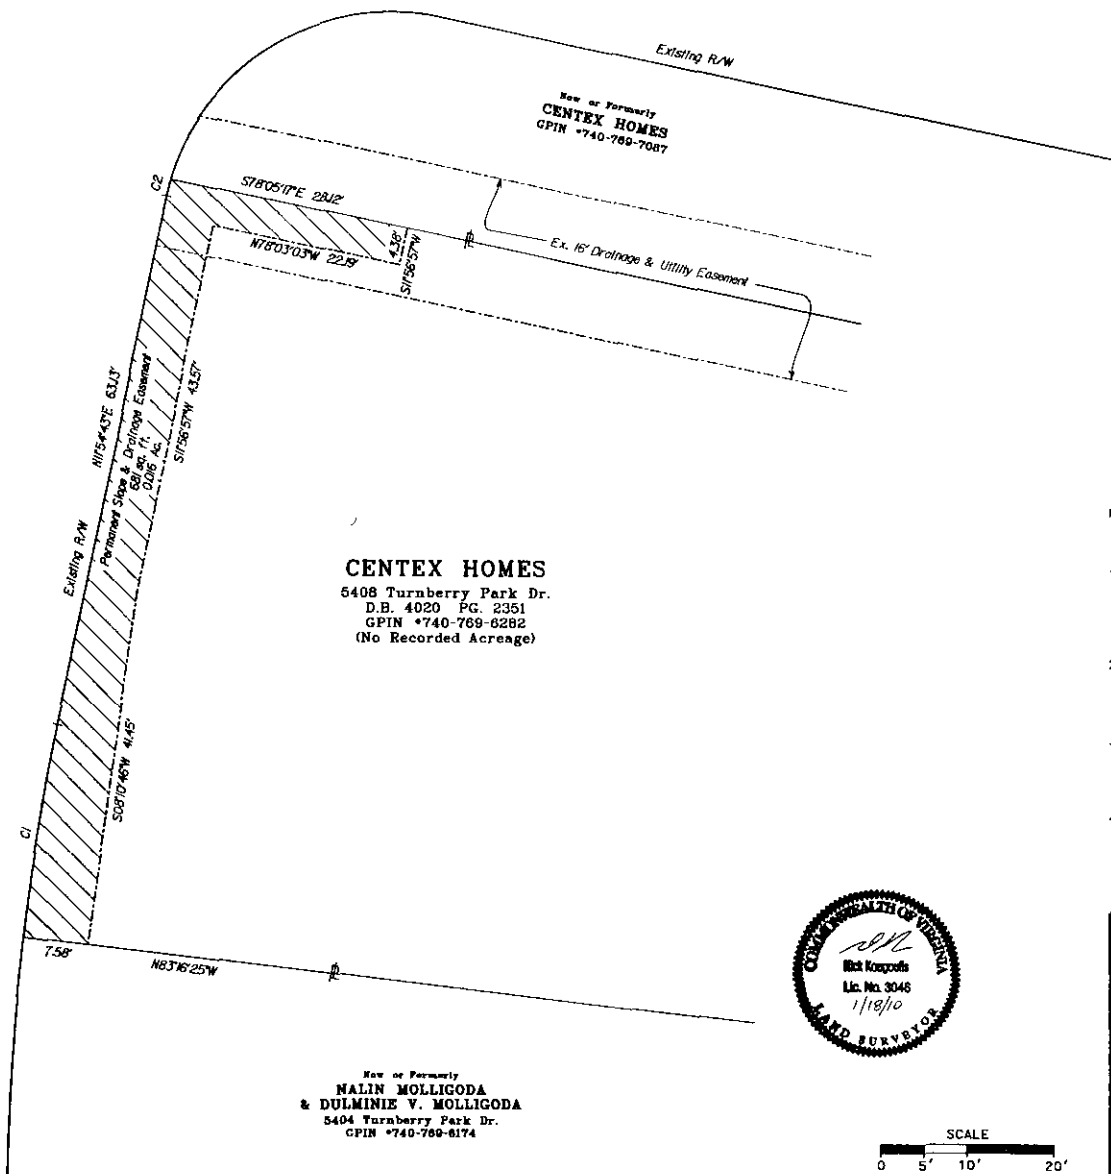 Existing R/W
Now or Formerly
CENTEX HOMES
GPIN *740-769-7087
C2
S78°05'17"E 28.12'
N78°03'03"W 22.19'
4.38'
S11°56'57"W
Ex. 16' Drainage & Utility Easement
N11°54'43"E 63.13'
Existing R/W
Permanent Slope & Drainage Easement
681 sq. ft.
0.016 Ac.
S11°56'57"W 43.57'
CENTEX HOMES
5408 Turnberry Park Dr.
D.B. 4020 PG. 2351
GPIN *740-769-6282
(No Recorded Acreage)
S08°10'46"W 41.45'
C1
7.58'
N83°16'25"W
COMMONWEALTH OF VIRGINIA
Nick
Lic. No. 3046
1/18/10
LAND SURVEYOR
Now or Formerly
NALIN MOLLIGODA
& DULMINIE V. MOLLIGODA
5404 Turnberry Park Dr.
GPIN *740-769-6174
SCALE
0 5' 10' 20'